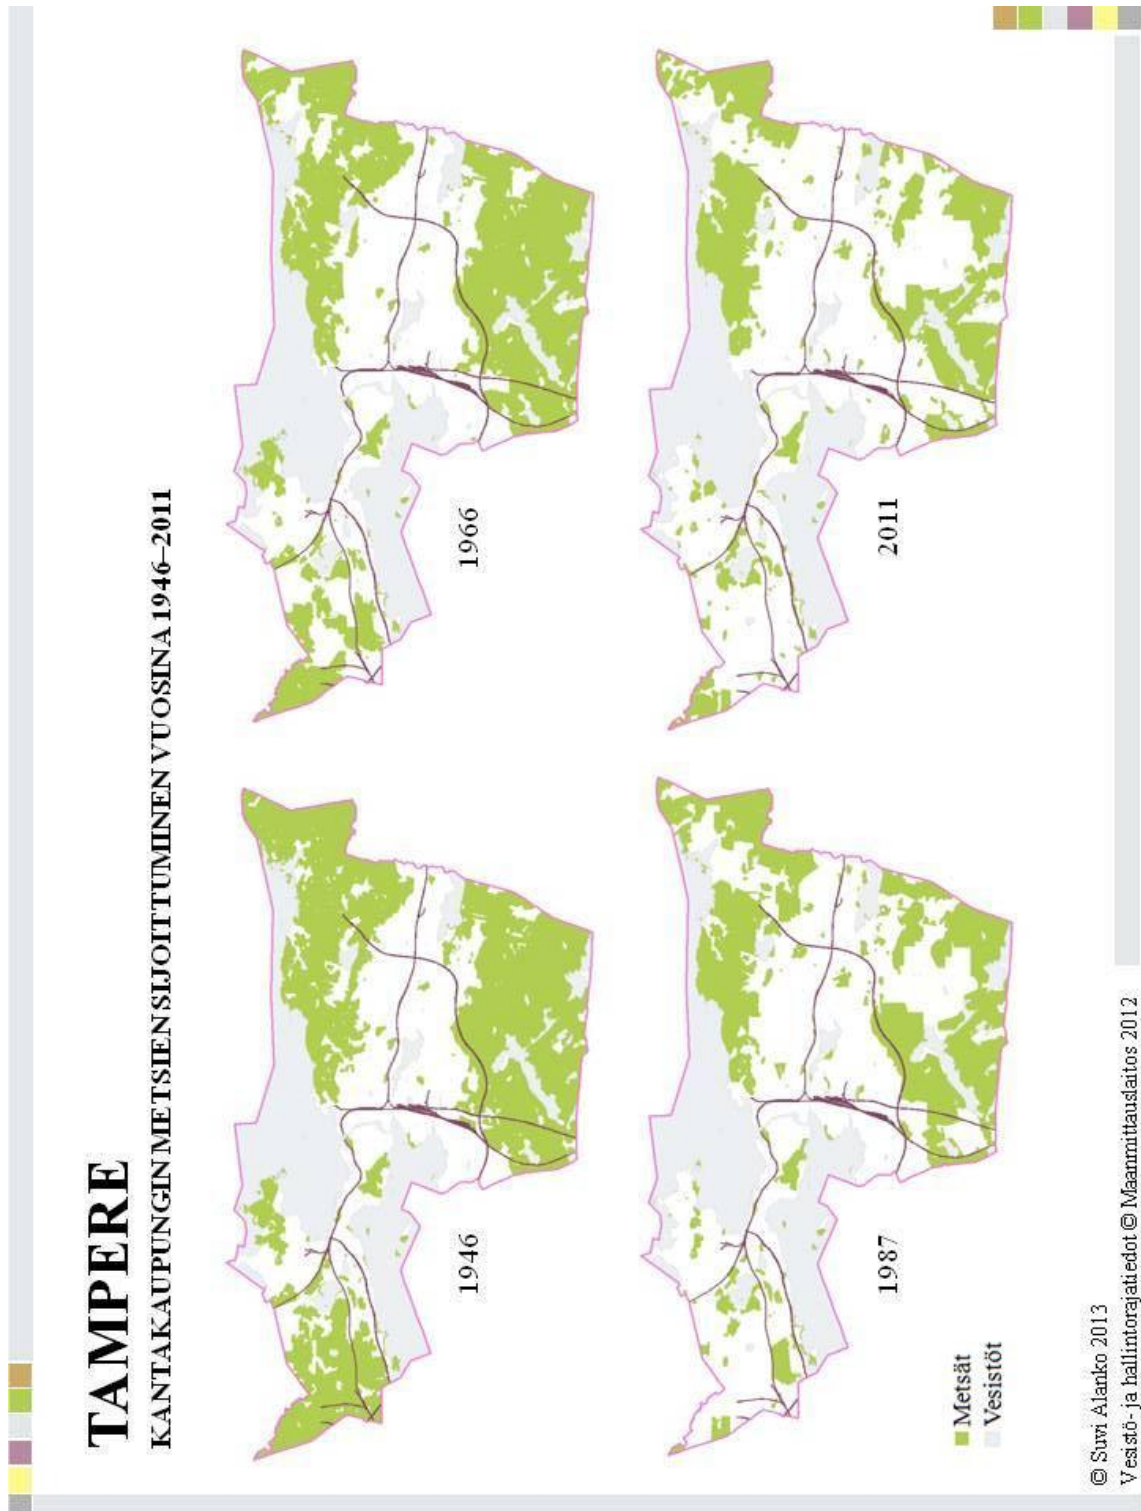 TAMPERE
KANTAKAUPUNGIN METSIEN SIJOITTUMINEN VUOSINA 1946–2011
1946
1966
1987
2011
Metsät
Vesistöt
© Suvi Alanko 2013
Vesistö- ja hallintorajatiedot © Maanmittauslaitos 2012